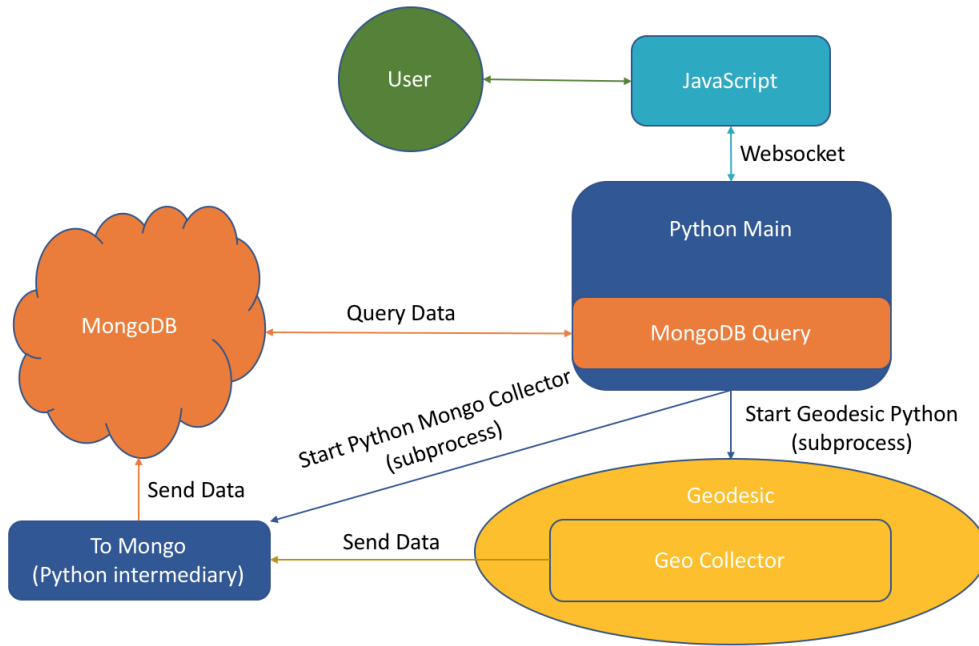 User
JavaScript
Websocket
Python Main
MongoDB
Query Data
MongoDB Query
Start Python Mongo Collector
(subprocess)
Start Geodesic Python
(subprocess)
Send Data
Geodesic
To Mongo
(Python intermediary)
Send Data
Geo Collector